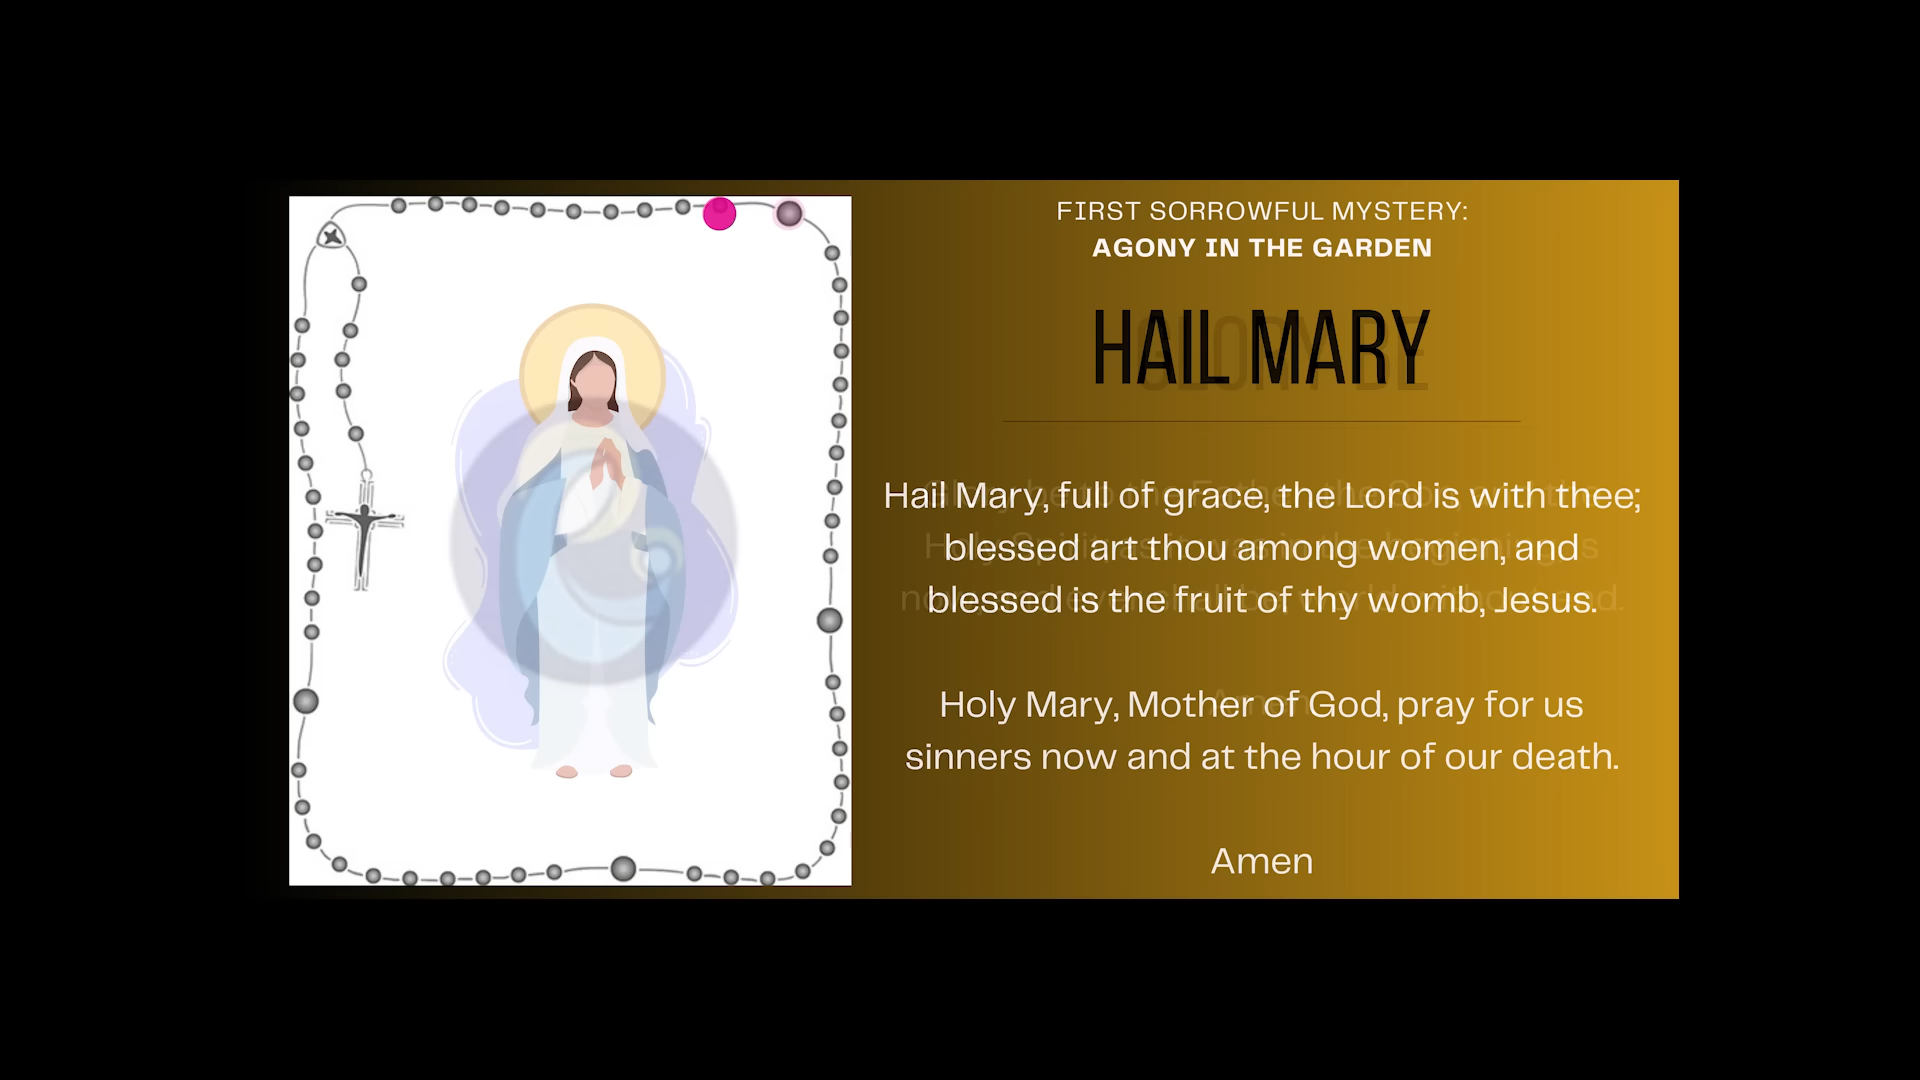 FIRST SORROWFUL MYSTERY:
AGONY IN THE GARDEN
HAIL MARY
GLORY BE
Hail Mary, full of grace, the Lord is with thee;
blessed art thou among women, and
blessed is the fruit of thy womb, Jesus.
Holy Mary, Mother of God, pray for us
sinners now and at the hour of our death.
Amen